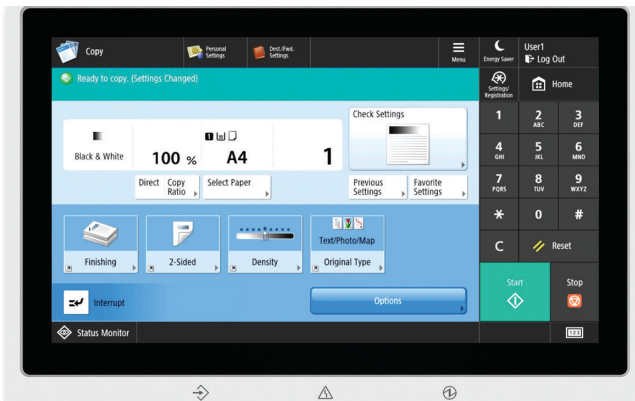 Copy
Personal
Settings
Dest./Fwd.
Settings
Menu
Energy Saver
User1
Log Out
Ready to copy. (Settings Changed)
Settings/
Registration
Home
Check Settings
Black & White
100 %
A4
1
Direct
Copy
Ratio
Select Paper
Previous
Settings
Favorite
Settings
1
2
ABC
3
DEF
4
GHI
5
JKL
6
MNO
7
PQRS
8
TUV
9
WXYZ
*
0
#
C
Reset
Finishing
2-Sided
Density
Text/Photo/Map
Original Type
Interrupt
Options
Start
Stop
Status Monitor
123